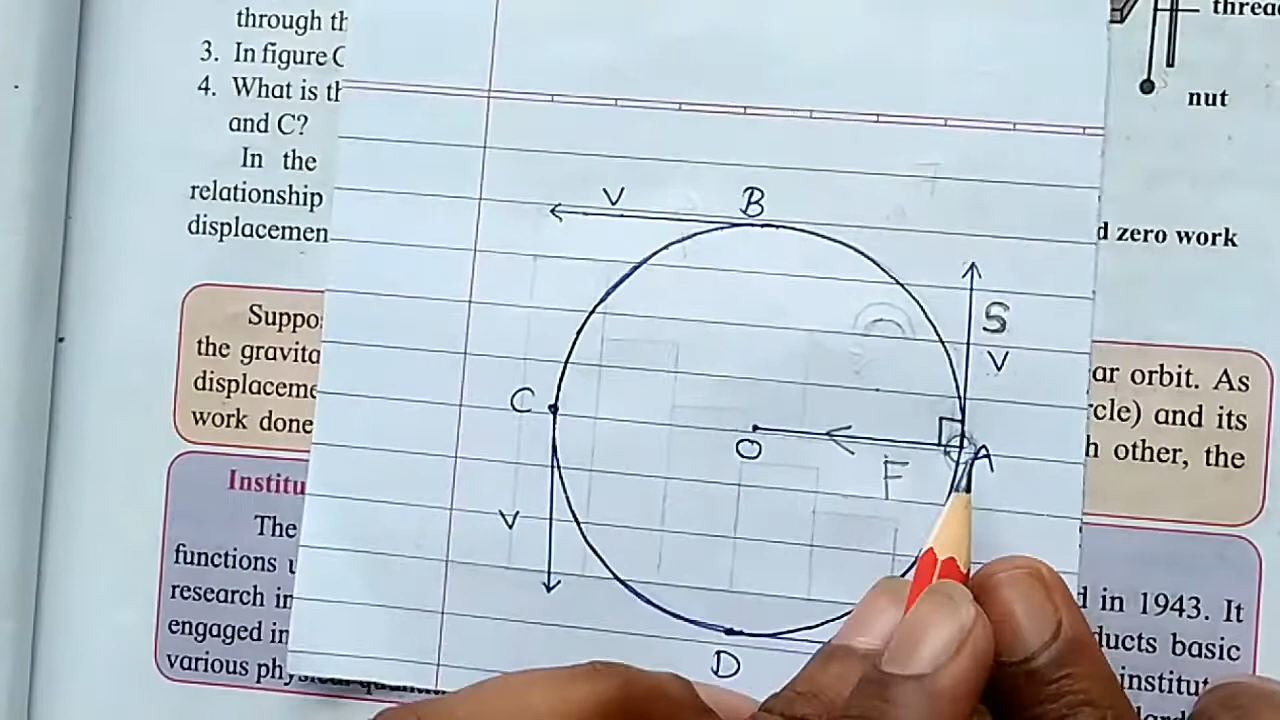 through th
3. In figure C
4. What is th
and C?
In the
relationship
displacemen
threa
nut
d zero work
V
B
S
V
C
O
F
A
V
D
Suppo
the gravita
displaceme
work done
ar orbit. As
cle) and its
h other, the
Institu
The
functions
research in
engaged in
various phy
d in 1943. It
ducts basic
institut